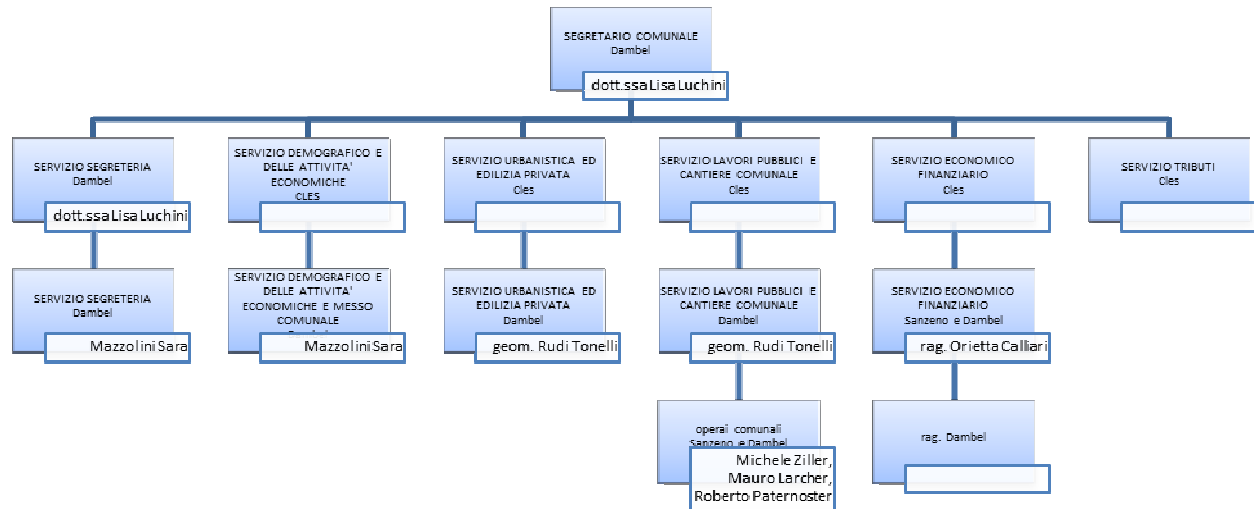 SEGRETARIO COMUNALE
Dambel
dott.ssa Lisa Luchini
SERVIZIO SEGRETERIA
Dambel
dott.ssa Lisa Luchini
SERVIZIO DEMOGRAFICO E
DELLE ATTIVITA'
ECONOMICHE
CLES
SERVIZIO URBANISTICA ED
EDILIZIA PRIVATA
Cles
SERVIZIO LAVORI PUBBLICI E
CANTIERE COMUNALE
Cles
SERVIZIO ECONOMICO
FINANZIARIO
Cles
SERVIZIO TRIBUTI
Cles
SERVIZIO SEGRETERIA
Dambel
Mazzolini Sara
SERVIZIO DEMOGRAFICO E
DELLE ATTIVITA'
ECONOMICHE E MESSO
COMUNALE
Mazzolini Sara
SERVIZIO URBANISTICA ED
EDILIZIA PRIVATA
Dambel
geom. Rudi Tonelli
SERVIZIO LAVORI PUBBLICI E
CANTIERE COMUNALE
Dambel
geom. Rudi Tonelli
SERVIZIO ECONOMICO
FINANZIARIO
Sanzeno e Dambel
rag. Orietta Calliari
operai comunali
Sanzeno e Dambel
Michele Ziller,
Mauro Larcher,
Roberto Paternoster
rag. Dambel